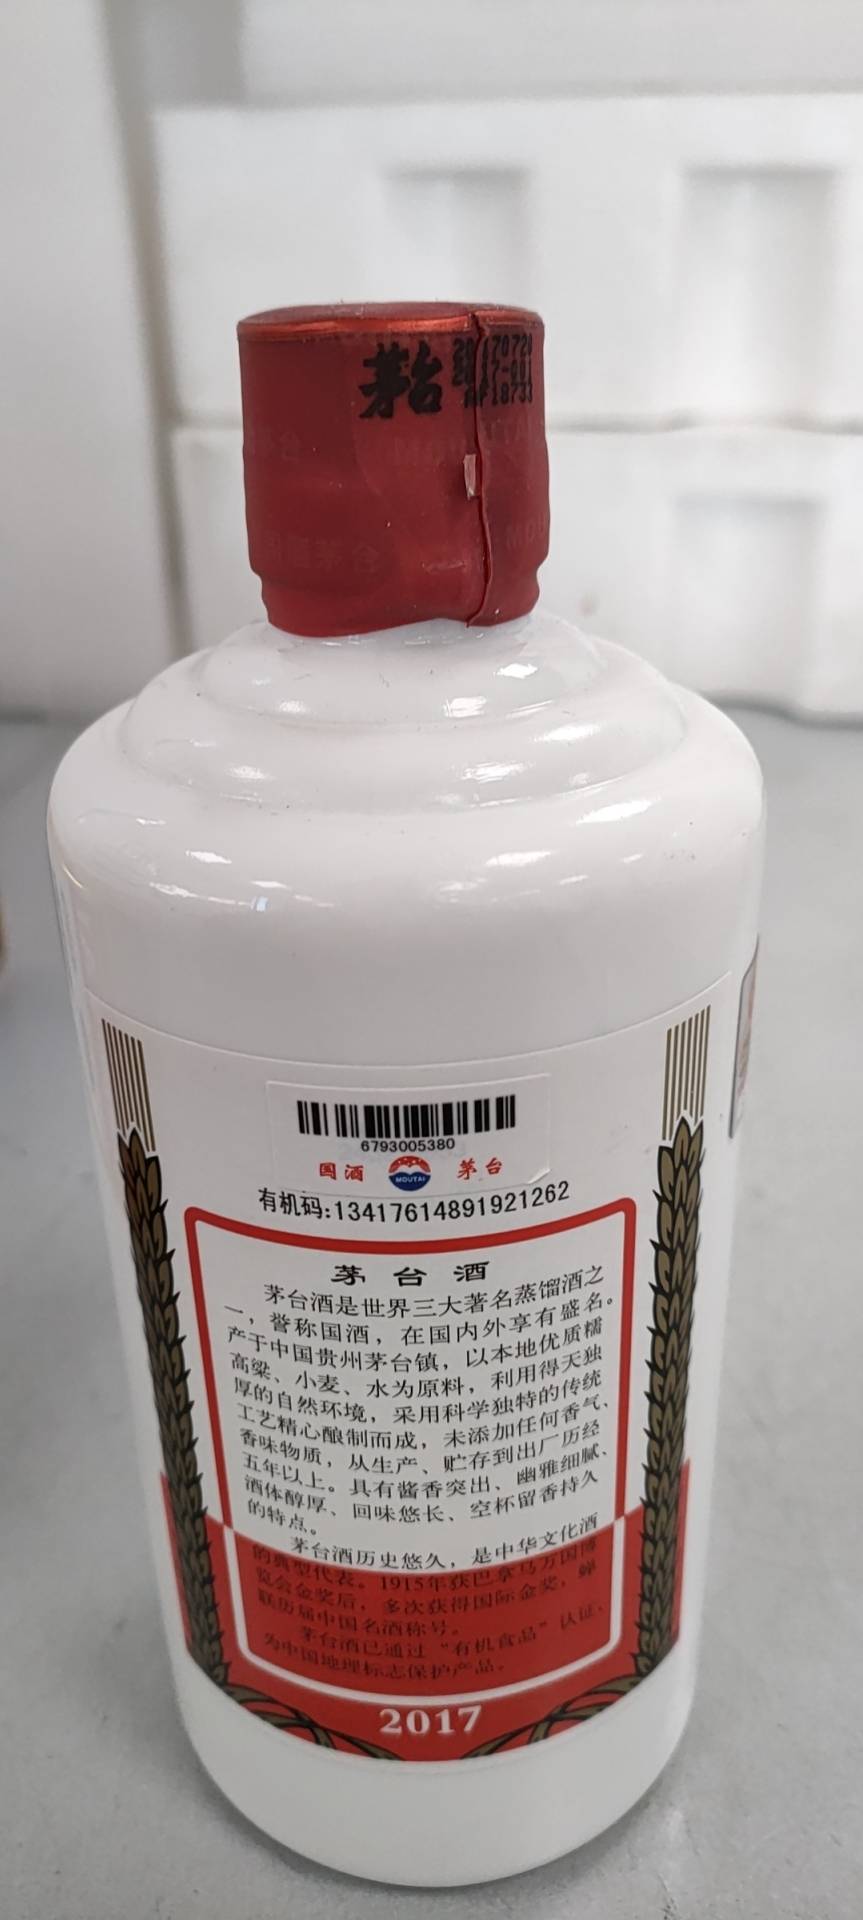 茅台
6793005380
国酒 MOUTAI 茅台
有机码:13417614891921262
茅台酒
茅台酒是世界三大著名蒸馏酒之
一，誉称国酒，在国内外享有盛名。
产于中国贵州茅台镇，以本地优质糯
高粱、小麦、水为原料，利用得天独
厚的自然环境，采用科学独特的传统
工艺精心酿制而成，未添加任何香气、
香味物质，从生产、贮存到出厂历经
五年以上。具有酱香突出、幽雅细腻、
酒体醇厚、回味悠长、空杯留香持久
的特点。
茅台酒历史悠久，是中华文化酒
的典型代表。1915年获巴拿马万国博
览会金奖后，多次获得国际金奖，蝉
联历届中国名酒称号。
茅台酒已通过“有机食品”认证、
为中国地理标志保护产品。
2017